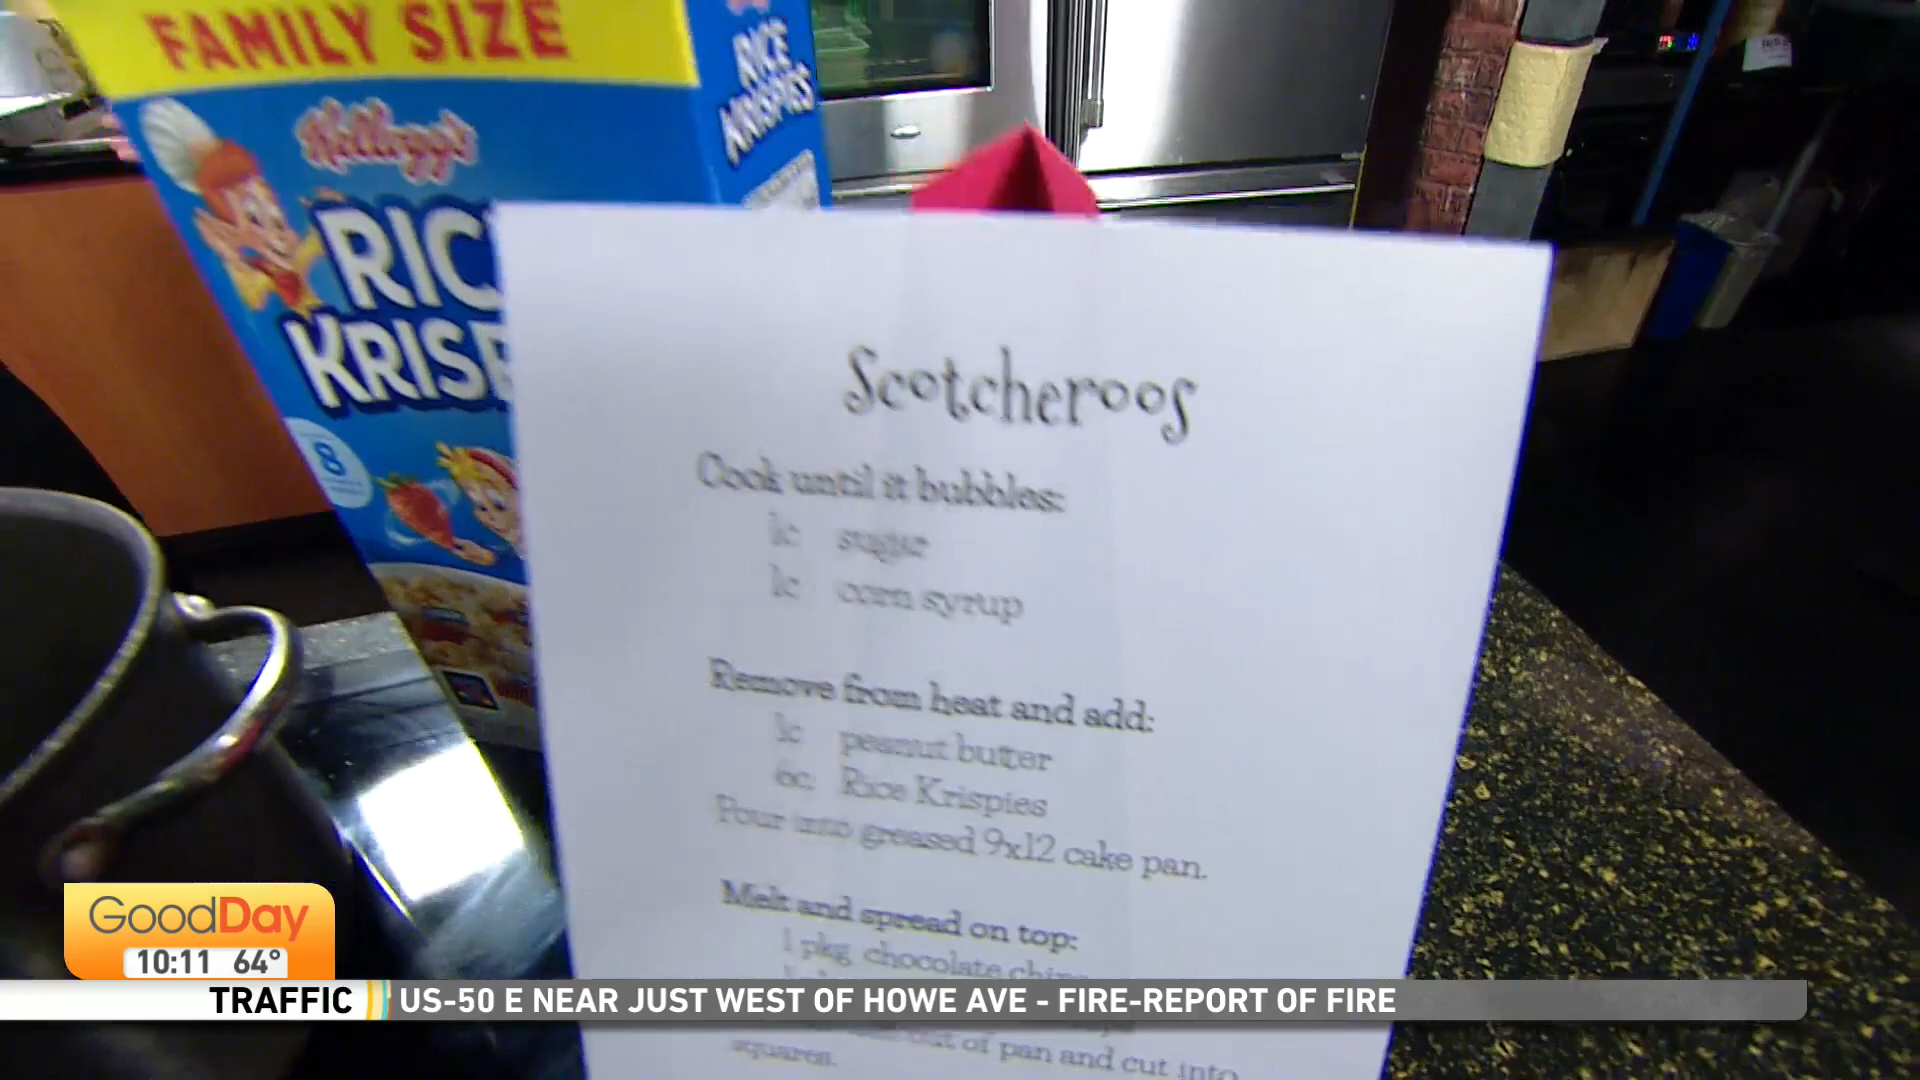 FAMILY SIZE
Kellogg's
RICE
KRISPIES
RIC
KRISP
8
Scotcheroos
Cook until it bubbles:
1c sugar
1c corn syrup
Remove from heat and add:
1c peanut butter
6c Rice Krispies
Pour into greased 9x12 cake pan.
Melt and spread on top:
1 pkg chocolate chips
out of pan and cut into
squares.
GoodDay
10:11 64°
TRAFFIC US-50 E NEAR JUST WEST OF HOWE AVE - FIRE-REPORT OF FIRE